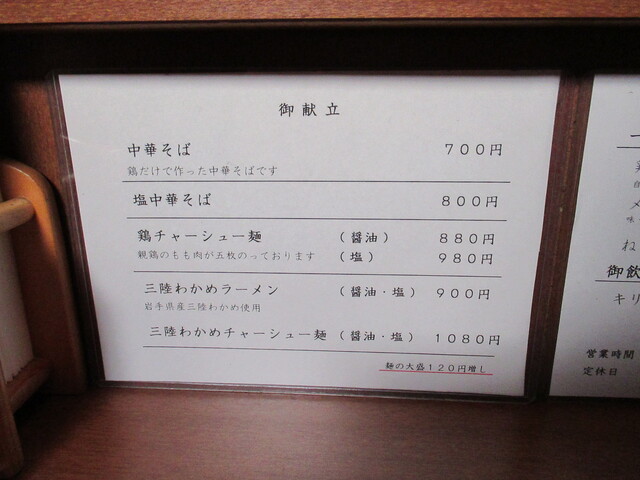 御献立
中華そば 700円
鶏だけで作った中華そばです
塩中華そば 800円
鶏チャーシュー麺 (醤油) 880円
親鶏のもも肉が五枚のっております (塩) 980円
三陸わかめラーメン (醤油・塩) 900円
岩手県産三陸わかめ使用
三陸わかめチャーシュー麺 (醤油・塩) 1080円
麺の大盛120円増し
ね
御飲
キリ
営業時間
定休日